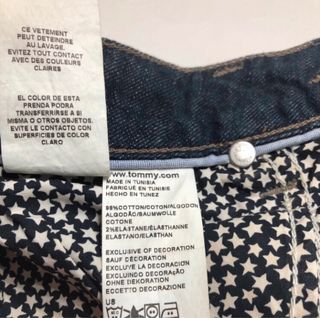 CE VETEMENT
PEUT DETEINDRE
AU LAVAGE.
EVITEZ TOUT CONTACT
AVEC DES COULEURS
CLAIRES
EL COLOR DE ESTA
PRENDA PODRA
TRANSFERIRSE A SI
MISMA O OTROS OBJETOS.
EVITE LE CONTACTO CON
SUPERFICIES DE COLOR
CLARO
www.tommy.com
MADE IN TUNISIA
FABRIQUÉ EN TUNISIE
HECHO EN TUNEZ
98%COTTON/COTON/ALGODON
ALGODÃO/BAUMWOLLE
COTONE
2%ELASTANE/ÉLASTHANNE
ELASTANO/ELASTHAN
EXCLUSIVE OF DECORATION
SAUF DÉCORATION
EXCLUYE LA DECORACION
EXCLUINDO DECORAÇÃO
OHNE DEKORATION
ECCETTO DECORAZIONE
US